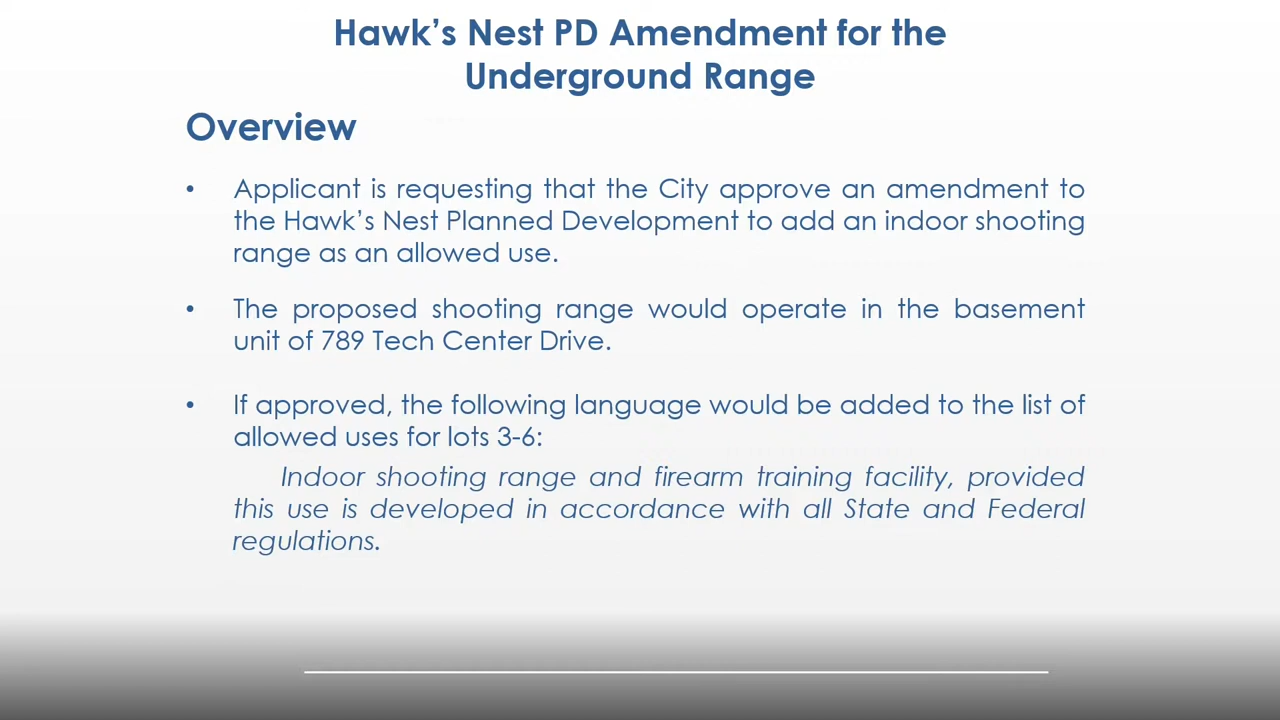 Hawk’s Nest PD Amendment for the
Underground Range
Overview
• Applicant is requesting that the City approve an amendment to
the Hawk’s Nest Planned Development to add an indoor shooting
range as an allowed use.
• The proposed shooting range would operate in the basement
unit of 789 Tech Center Drive.
• If approved, the following language would be added to the list of
allowed uses for lots 3-6:
Indoor shooting range and firearm training facility, provided
this use is developed in accordance with all State and Federal
regulations.